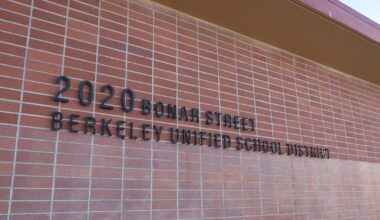 2020 BONAR STREET
BERKELEY UNIFIED SCHOOL DISTRICT